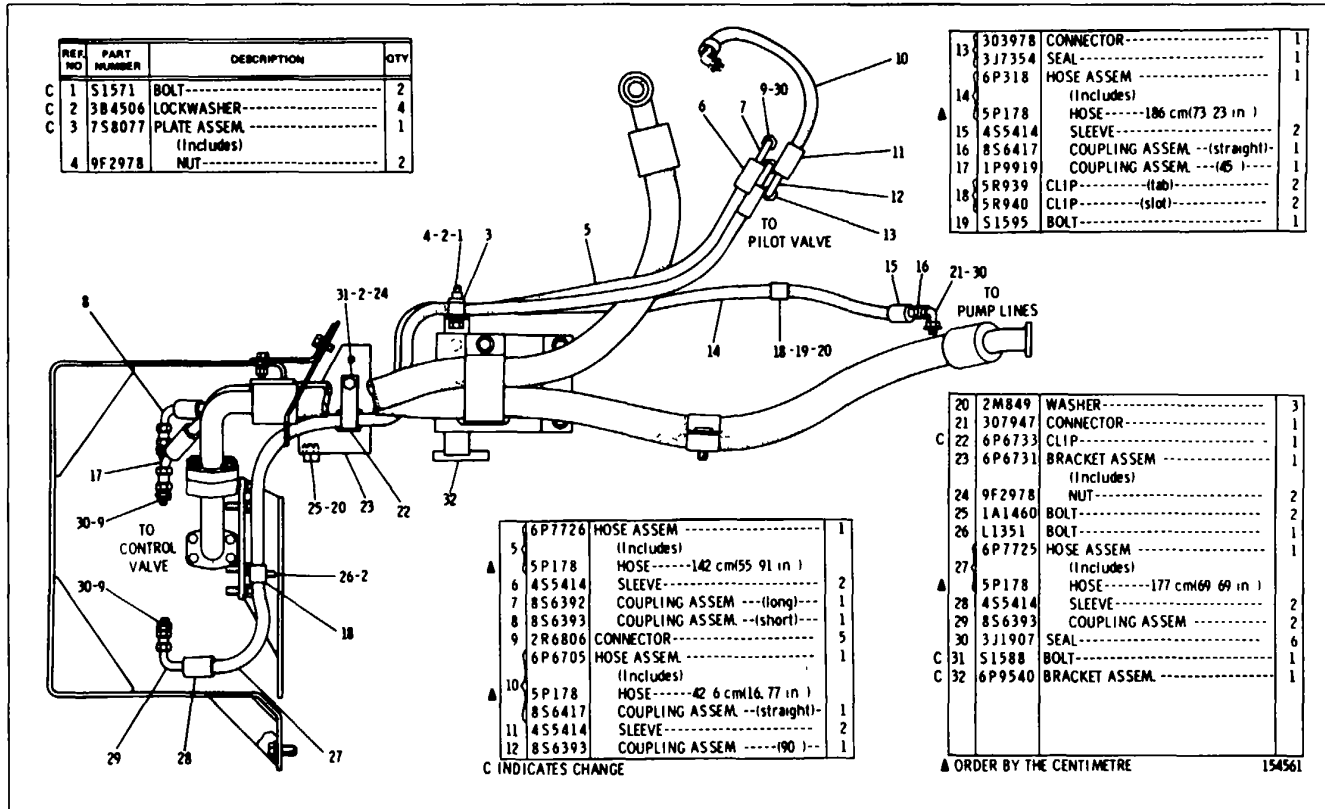 REF. NO PART NUMBER DESCRIPTION QTY
C 1 S1571 BOLT 2
C 2 3B4506 LOCKWASHER 4
C 3 7S8077 PLATE ASSEM. 1
(Includes)
4 9F2978 NUT 2
13 303978 CONNECTOR 1
3J7354 SEAL 1
14 6P318 HOSE ASSEM 1
(Includes)
▲ 5P178 HOSE------186 cm(73 23 in )
15 4S5414 SLEEVE 2
16 8S6417 COUPLING ASSEM. --(straight)- 1
17 1P9919 COUPLING ASSEM. ---(45 )---- 1
18 5R939 CLIP---------(tab)---------- 2
5R940 CLIP---------(slot)--------- 2
19 S1595 BOLT 1
10
9-30
6
7
11
12
TO
PILOT VALVE
13
4-2-1
3
5
31-2-24
15
16
21-30
TO
PUMP LINES
8
14
18-19-20
17
25-20
23
22
32
30-9
TO
CONTROL
VALVE
26-2
30-9
18
29
28
27
5 6P7726 HOSE ASSEM 1
(Includes)
▲ 5P178 HOSE-----142 cm(55 91 in )
6 4S5414 SLEEVE 2
7 8S6392 COUPLING ASSEM ---(long)--- 1
8 8S6393 COUPLING ASSEM. --(short)--- 1
9 2R6806 CONNECTOR 5
10 6P6705 HOSE ASSEM. 1
(Includes)
▲ 5P178 HOSE-----42 6 cm(16.77 in )
8S6417 COUPLING ASSEM. --(straight)- 1
11 4S5414 SLEEVE 2
12 8S6393 COUPLING ASSEM -----(90 )-- 1
C INDICATES CHANGE
20 2M849 WASHER 3
21 307947 CONNECTOR 1
C 22 6P6733 CLIP 1
23 6P6731 BRACKET ASSEM 1
(Includes)
24 9F2978 NUT 2
25 1A1460 BOLT 2
26 L1351 BOLT 1
27 6P7725 HOSE ASSEM 1
(Includes)
▲ 5P178 HOSE------177 cm(69 69 in )
28 4S5414 SLEEVE 2
29 8S6393 COUPLING ASSEM 2
30 3J1907 SEAL 6
C 31 S1588 BOLT 1
C 32 6P9540 BRACKET ASSEM. 1
▲ ORDER BY THE CENTIMETRE 154561